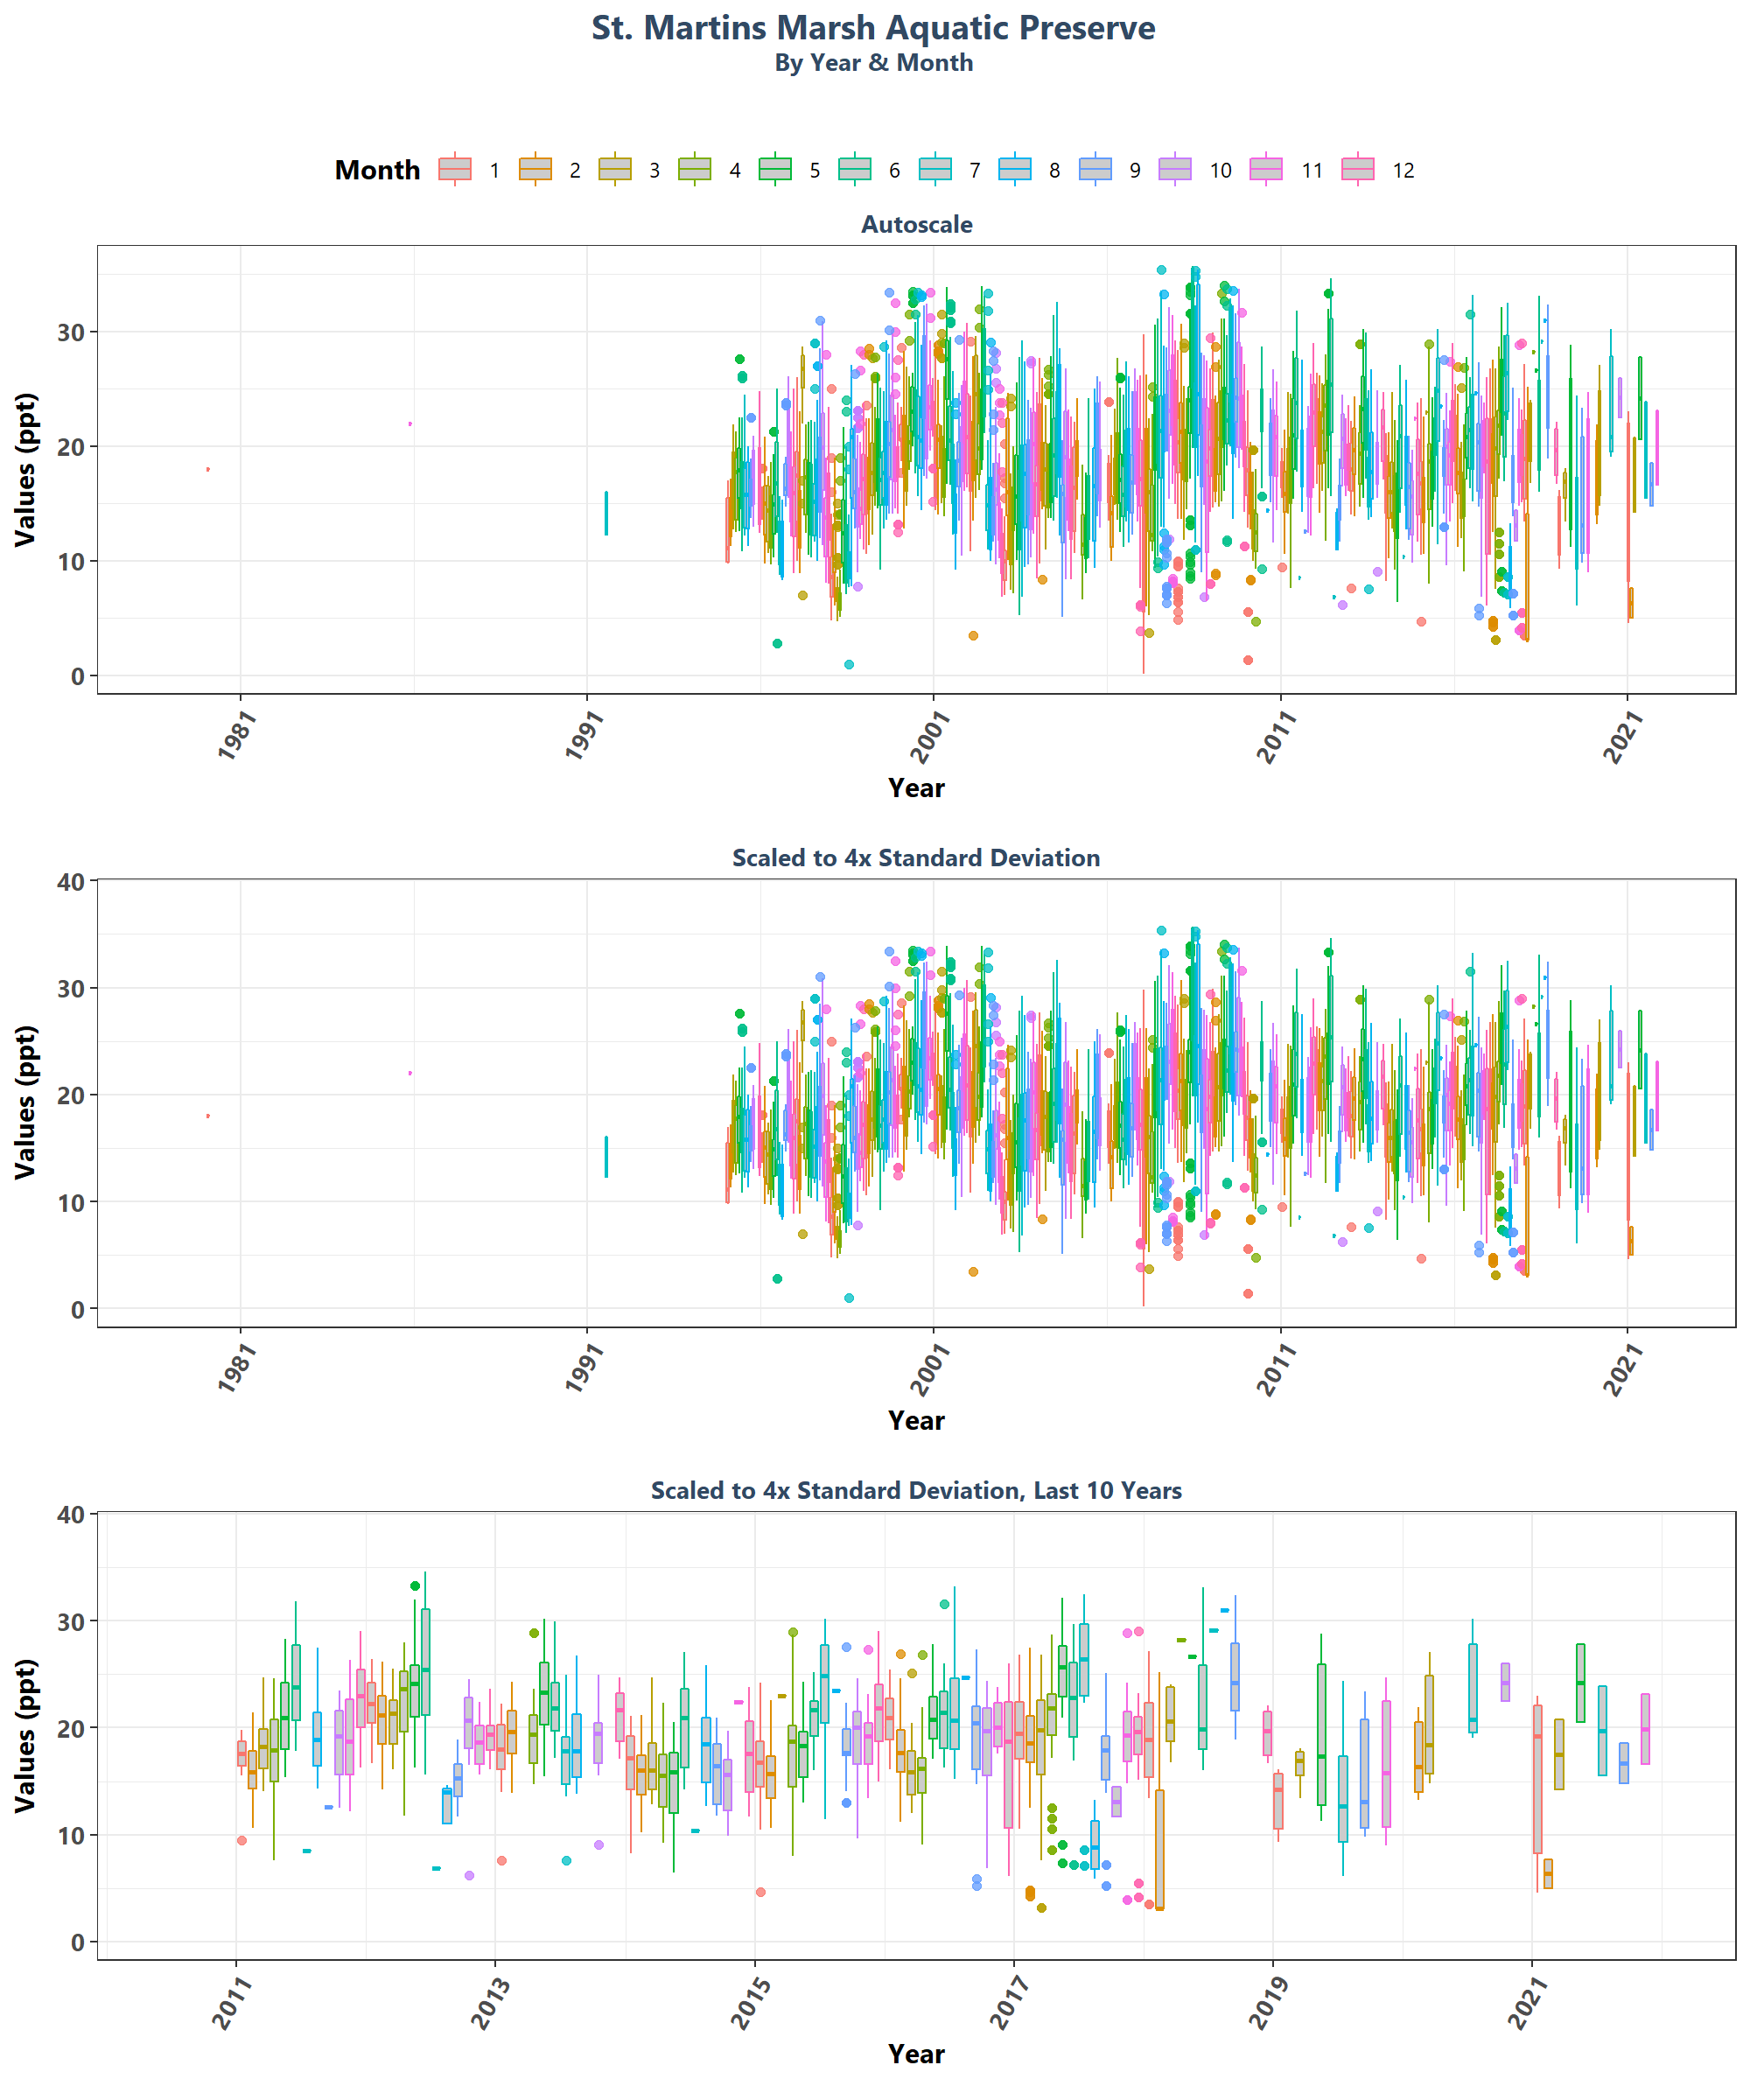 St. Martins Marsh Aquatic Preserve
By Year & Month
Month 1 2 3 4 5 6 7 8 9 10 11 12
Autoscale
Values (ppt)
30
20
10
0
1981 1991 2001 2011 2021
Year
Scaled to 4x Standard Deviation
Values (ppt)
40
30
20
10
0
1981 1991 2001 2011 2021
Year
Scaled to 4x Standard Deviation, Last 10 Years
Values (ppt)
40
30
20
10
0
2011 2013 2015 2017 2019 2021
Year